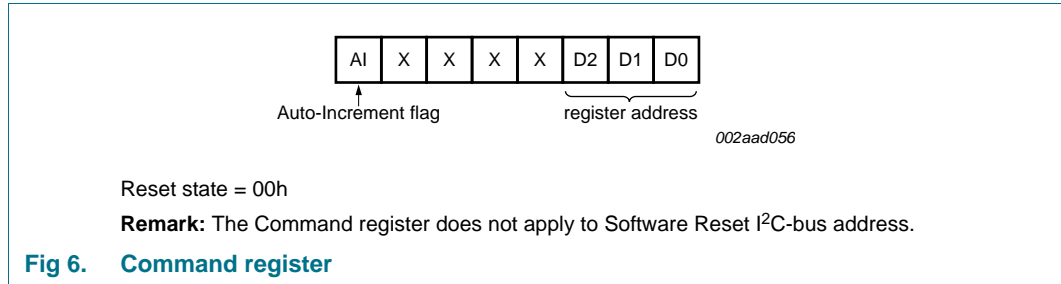 AI X X X X D2 D1 D0
Auto-Increment flag register address
002aad056
Reset state = 00h
Remark: The Command register does not apply to Software Reset I²C-bus address.
Fig 6. Command register